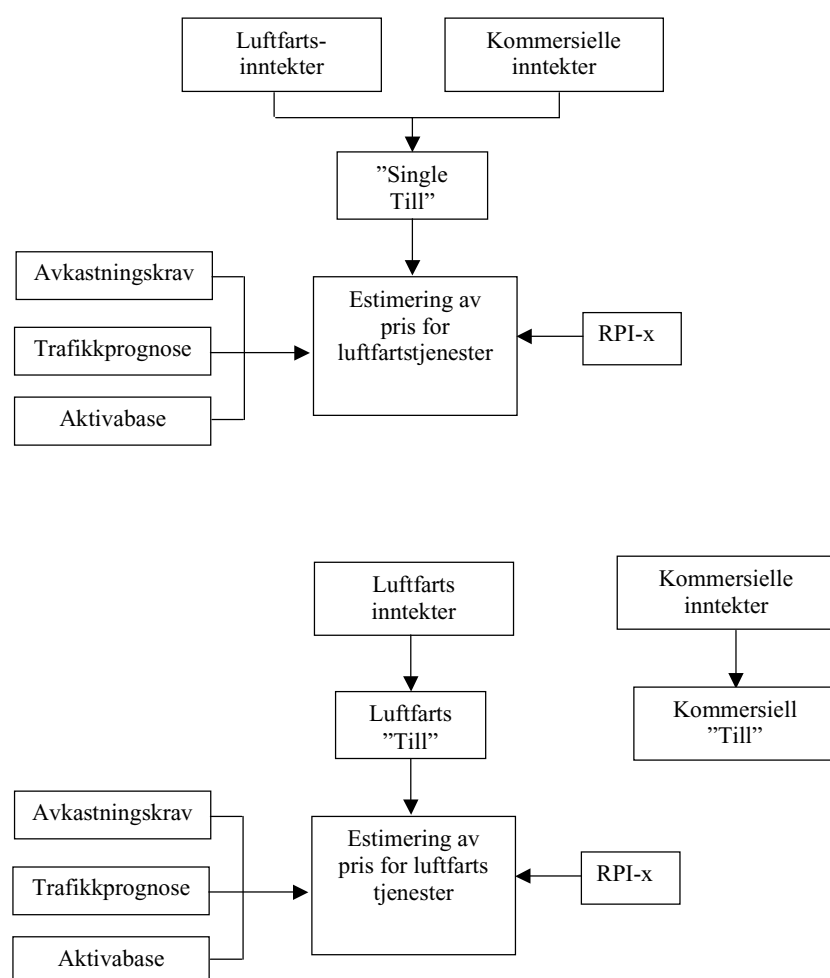 Luftfarts-
inntekter
Kommersielle
inntekter
”Single
Till”
Avkastningskrav
Trafikkprognose
Aktivabase
Estimering av
pris for
luftfartstjenester
RPI-x
Luftfarts
inntekter
Kommersielle
inntekter
Luftfarts
”Till”
Kommersiell
”Till”
Avkastningskrav
Trafikkprognose
Aktivabase
Estimering av
pris for luftfarts
tjenester
RPI-x